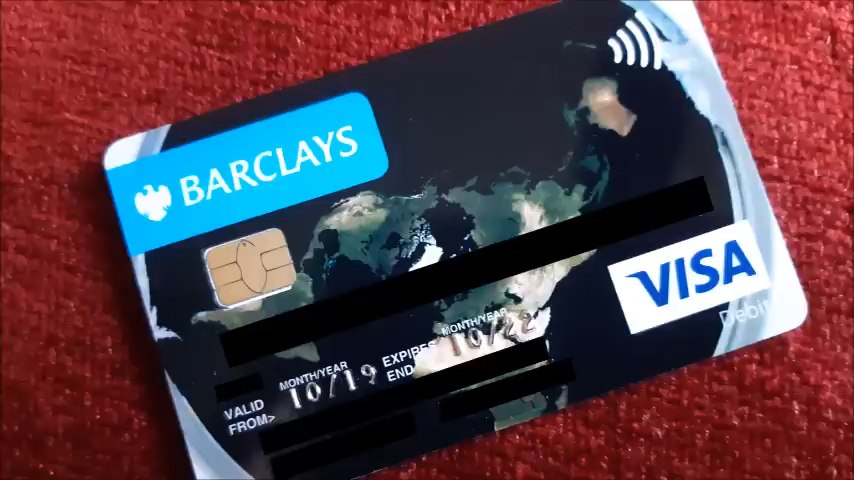 BARCLAYS
VISA
Debit
MONTH/YEAR
MONTH/YEAR
VALID
FROM>
10/19
EXPIRES
END
10/22